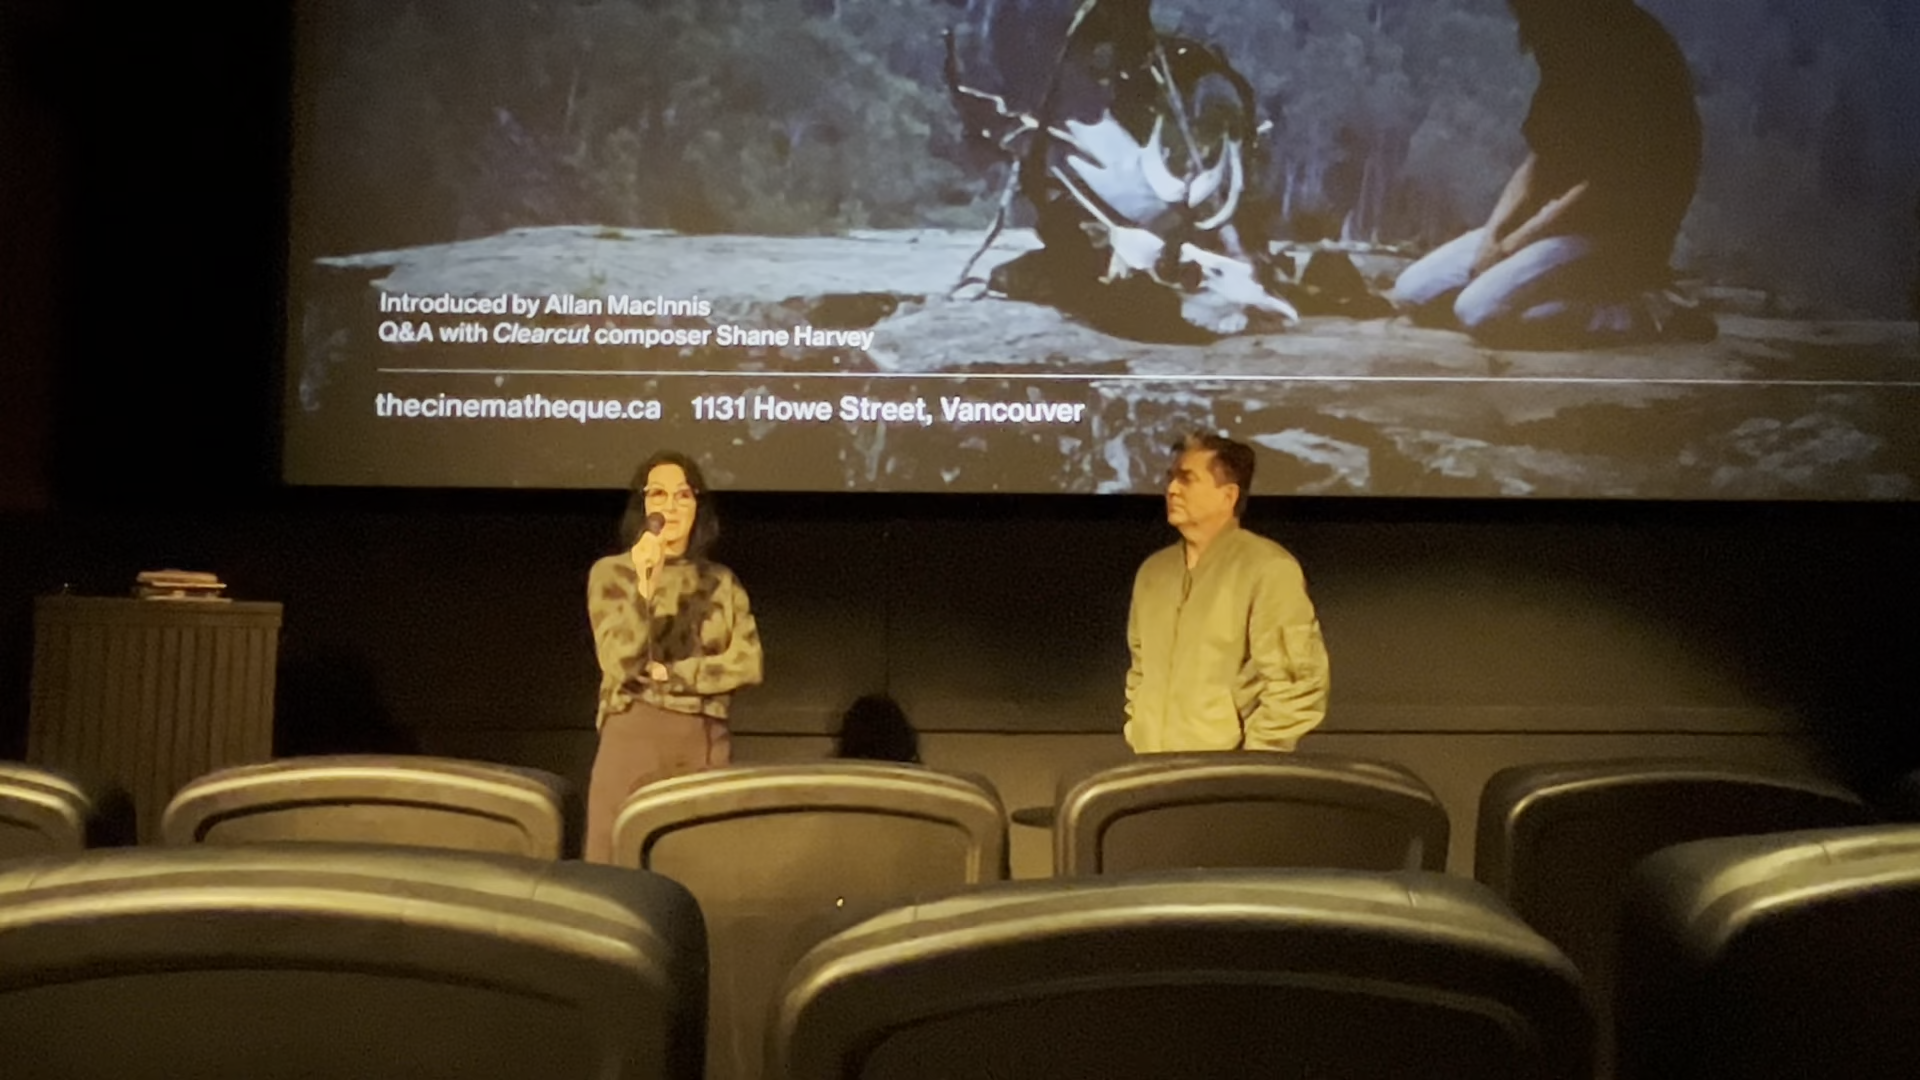 Introduced by Allan MacInnis
Q&A with Clearcut composer Shane Harvey
thecinematheque.ca 1131 Howe Street, Vancouver